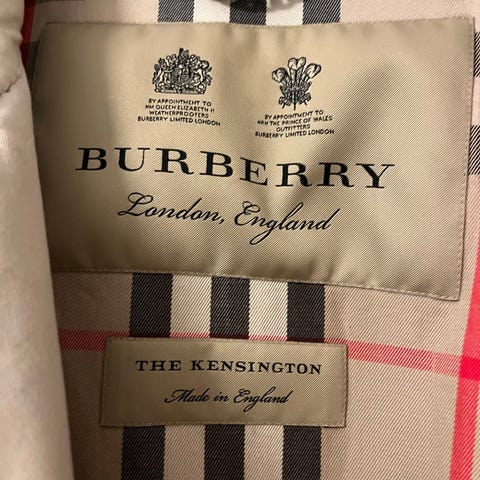 BY APPOINTMENT TO
HM QUEEN ELIZABETH II
WEATHERPROOFERS
BURBERRY LIMITED LONDON
BY APPOINTMENT TO
HRH THE PRINCE OF WALES
OUTFITTERS
BURBERRY LIMITED LONDON
BURBERRY
London, England
THE KENSINGTON
Made in England